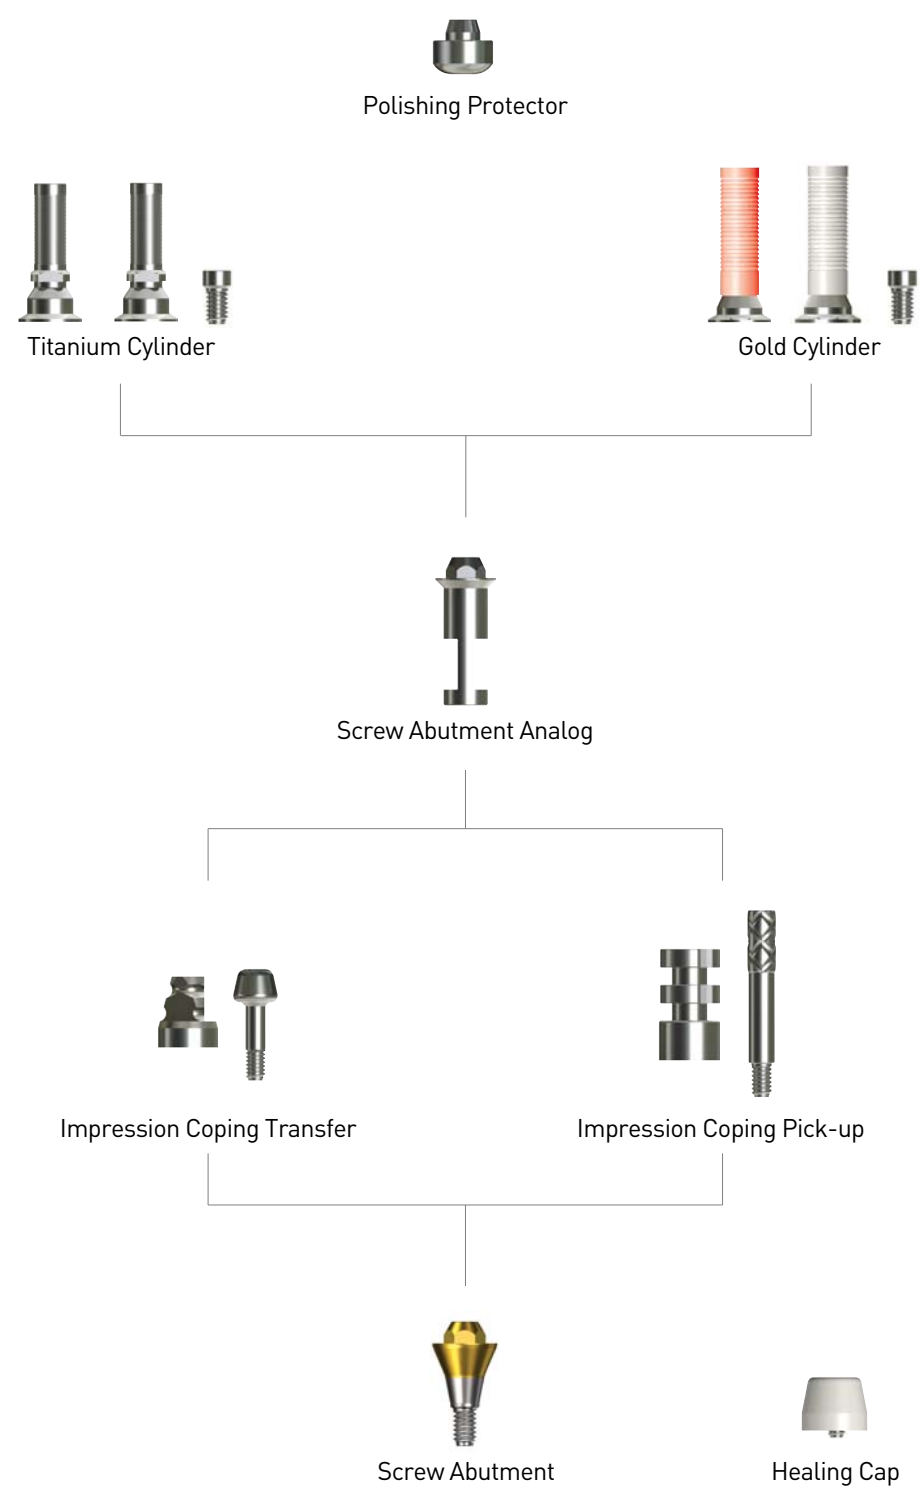 Polishing Protector
Titanium Cylinder
Gold Cylinder
Screw Abutment Analog
Impression Coping Transfer
Impression Coping Pick-up
Screw Abutment
Healing Cap